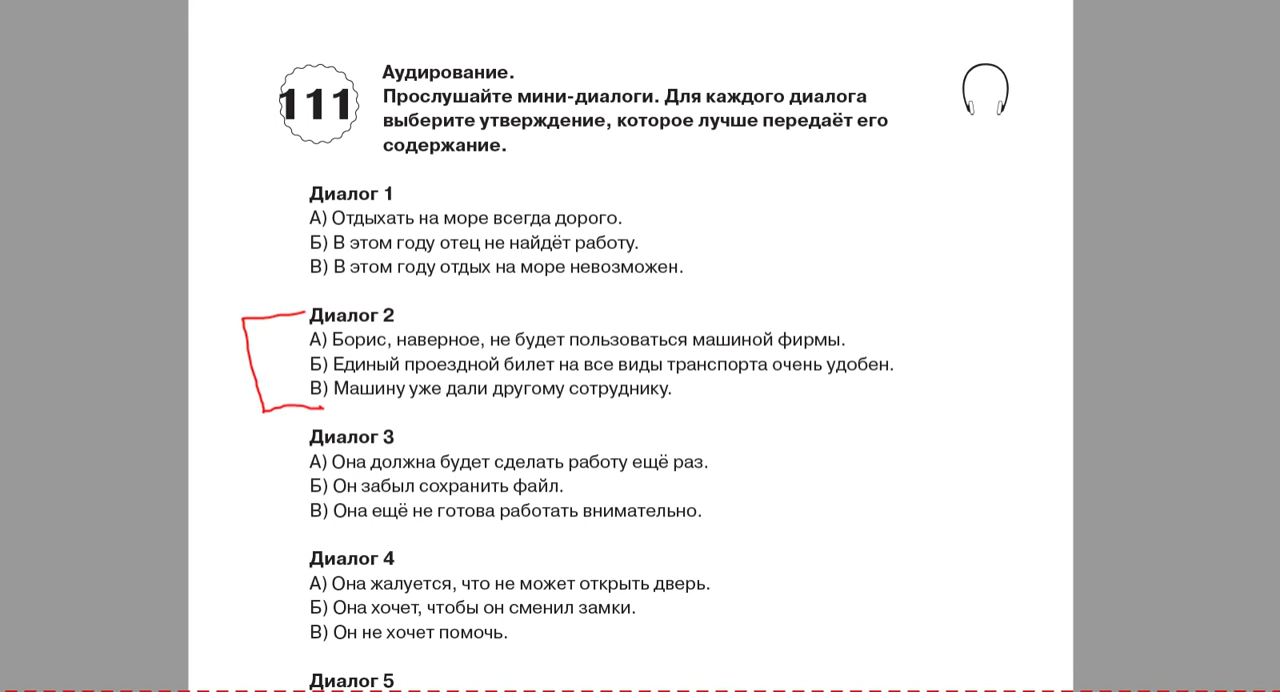 111
Аудирование.
Прослушайте мини-диалоги. Для каждого диалога
выберите утверждение, которое лучше передаёт его
содержание.
Диалог 1
А) Отдыхать на море всегда дорого.
Б) В этом году отец не найдёт работу.
В) В этом году отдых на море невозможен.
Диалог 2
А) Борис, наверное, не будет пользоваться машиной фирмы.
Б) Единый проездной билет на все виды транспорта очень удобен.
В) Машину уже дали другому сотруднику.
Диалог 3
А) Она должна будет сделать работу ещё раз.
Б) Он забыл сохранить файл.
В) Она ещё не готова работать внимательно.
Диалог 4
А) Она жалуется, что не может открыть дверь.
Б) Она хочет, чтобы он сменил замки.
В) Он не хочет помочь.
Диалог 5